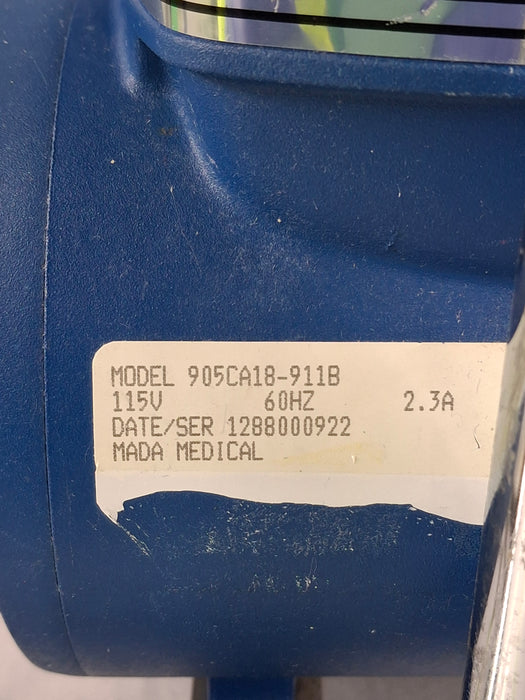 MODEL 905CA18-911B
115V 60HZ 2.3A
DATE/SER 1288000922
MADA MEDICAL